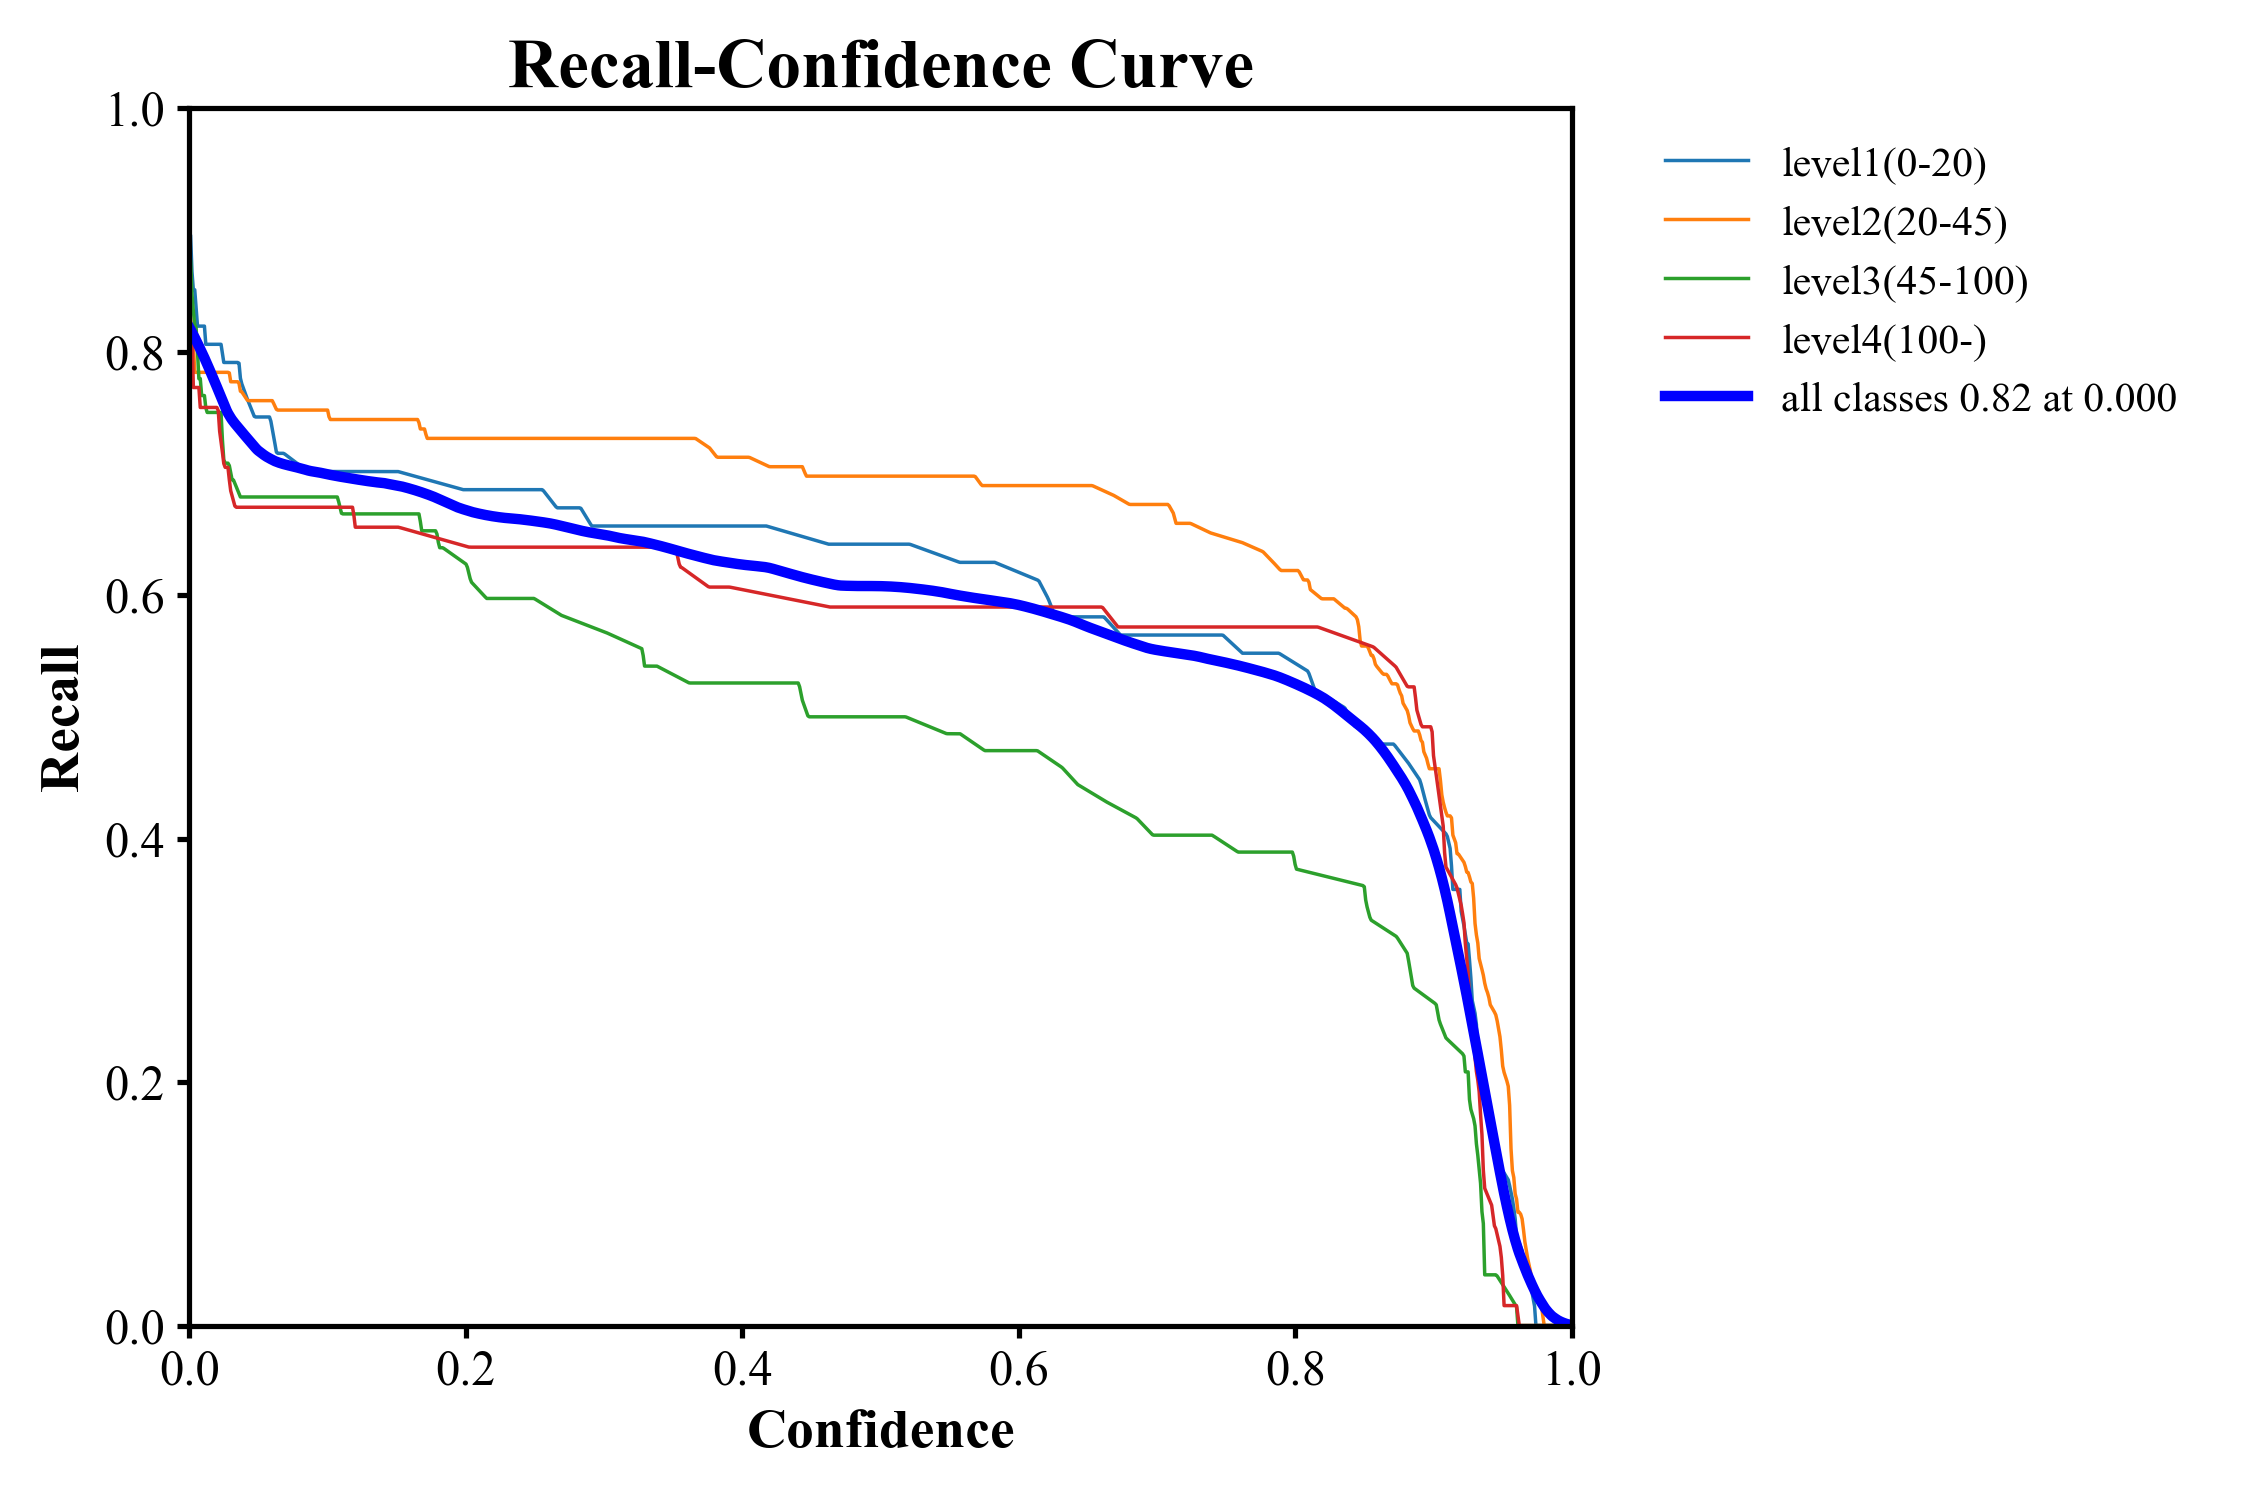 Recall-Confidence Curve
1.0
0.8
0.6
0.4
0.2
0.0
Recall
0.0 0.2 0.4 0.6 0.8 1.0
Confidence
level1(0-20)
level2(20-45)
level3(45-100)
level4(100-)
all classes 0.82 at 0.000